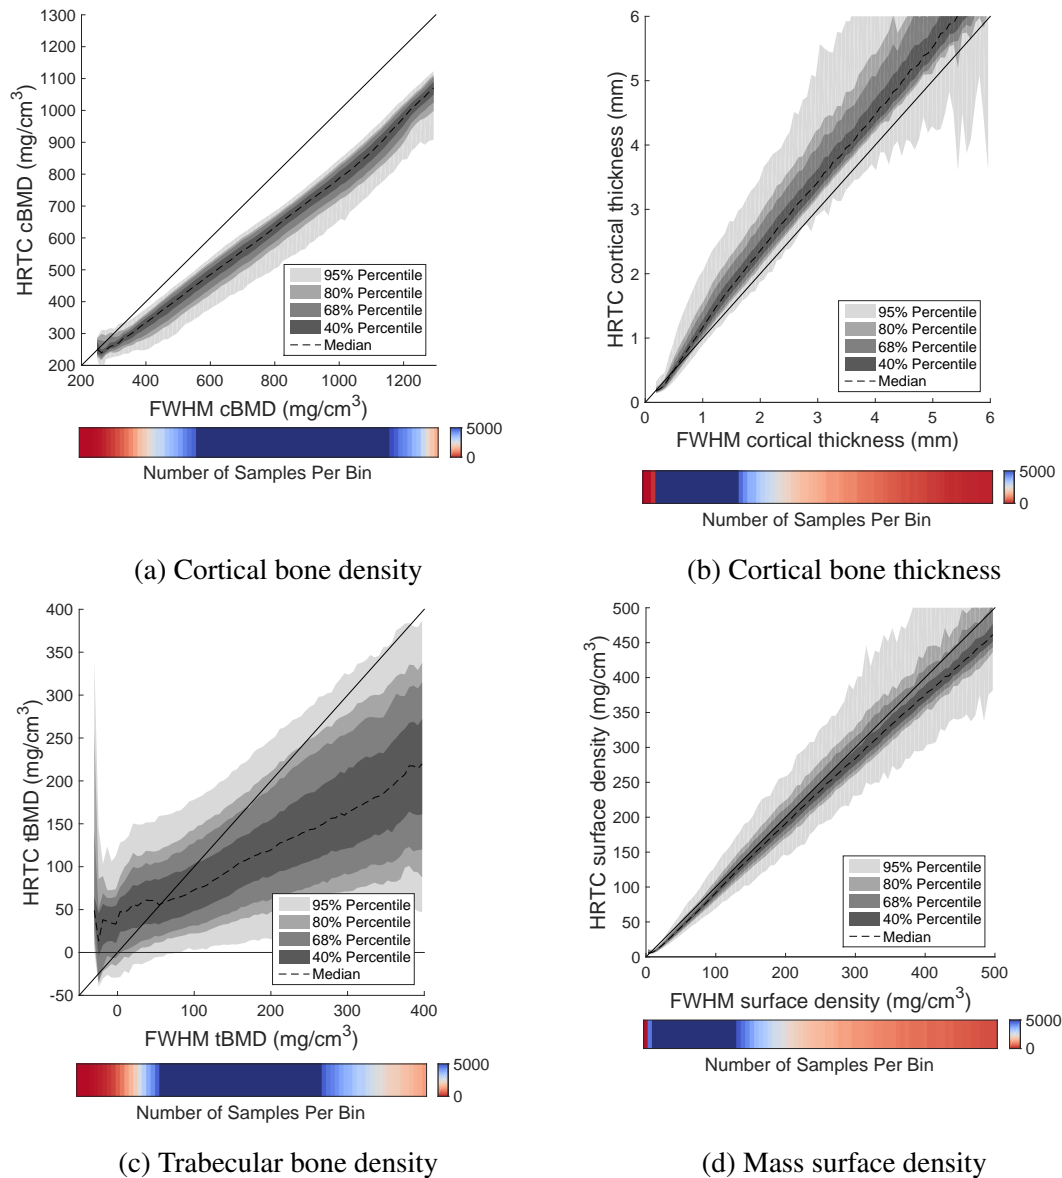 1300
1200
1100
1000
900
800
700
600
500
400
300
200
HRTC cBMD (mg/cm³)
95% Percentile
80% Percentile
68% Percentile
40% Percentile
Median
200 400 600 800 1000 1200
FWHM cBMD (mg/cm³)
5000
0
Number of Samples Per Bin
(a) Cortical bone density
6
5
4
3
2
1
0
HRTC cortical thickness (mm)
95% Percentile
80% Percentile
68% Percentile
40% Percentile
Median
0 1 2 3 4 5 6
FWHM cortical thickness (mm)
5000
0
Number of Samples Per Bin
(b) Cortical bone thickness
400
350
300
250
200
150
100
50
0
-50
HRTC tBMD (mg/cm³)
95% Percentile
80% Percentile
68% Percentile
40% Percentile
Median
0 100 200 300 400
FWHM tBMD (mg/cm³)
5000
0
Number of Samples Per Bin
(c) Trabecular bone density
500
450
400
350
300
250
200
150
100
50
0
HRTC surface density (mg/cm³)
95% Percentile
80% Percentile
68% Percentile
40% Percentile
Median
0 100 200 300 400 500
FWHM surface density (mg/cm³)
5000
0
Number of Samples Per Bin
(d) Mass surface density